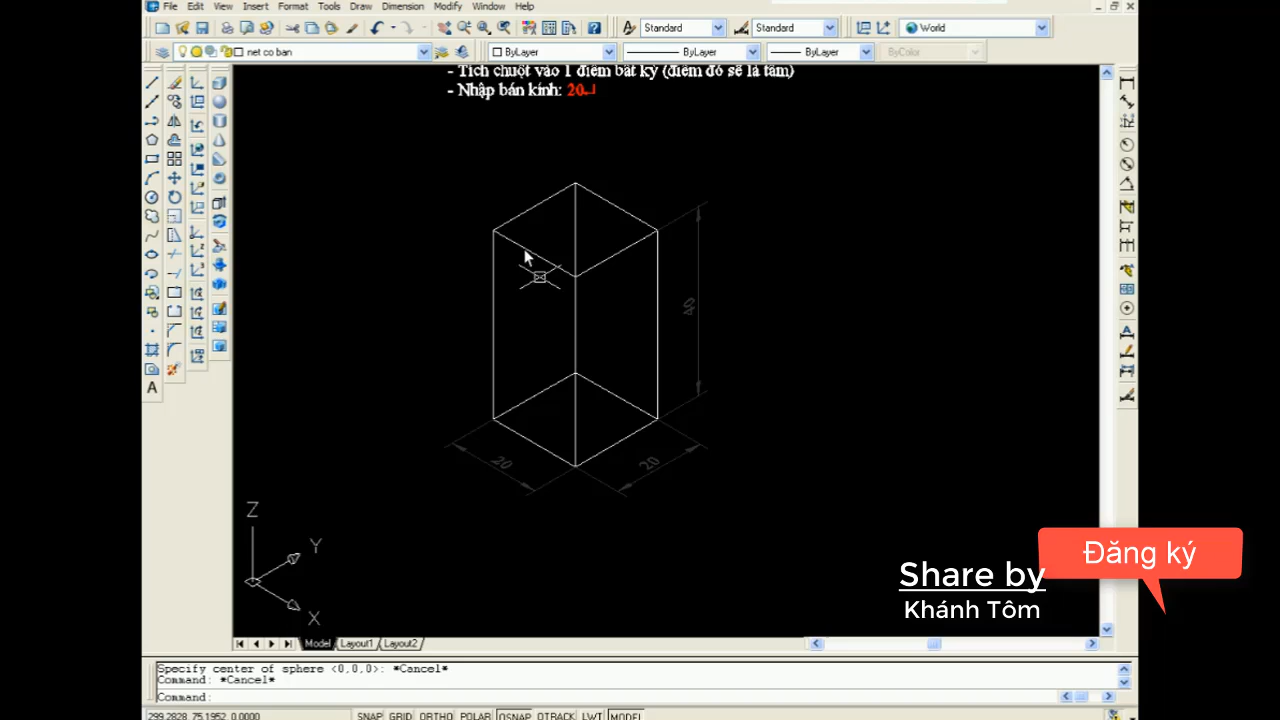 File Edit View Insert Format Tools Draw Dimension Modify Window Help
Standard Standard World
net co ban ByLayer ByLayer ByLayer ByColor
- Tích chuột vào 1 điểm bất kỳ (điểm đó sẽ là tâm)
- Nhập bán kính: 20↵
40
20
20
Z
Y
X
A
Đăng ký
Share by
Khánh Tôm
Model Layout1 Layout2
Specify center of sphere <0,0,0>: *Cancel*
Command: *Cancel*
Command:
299.2828, 75.1952, 0.0000 SNAP GRID ORTHO POLAR OSNAP OTRACK LWT MODEL